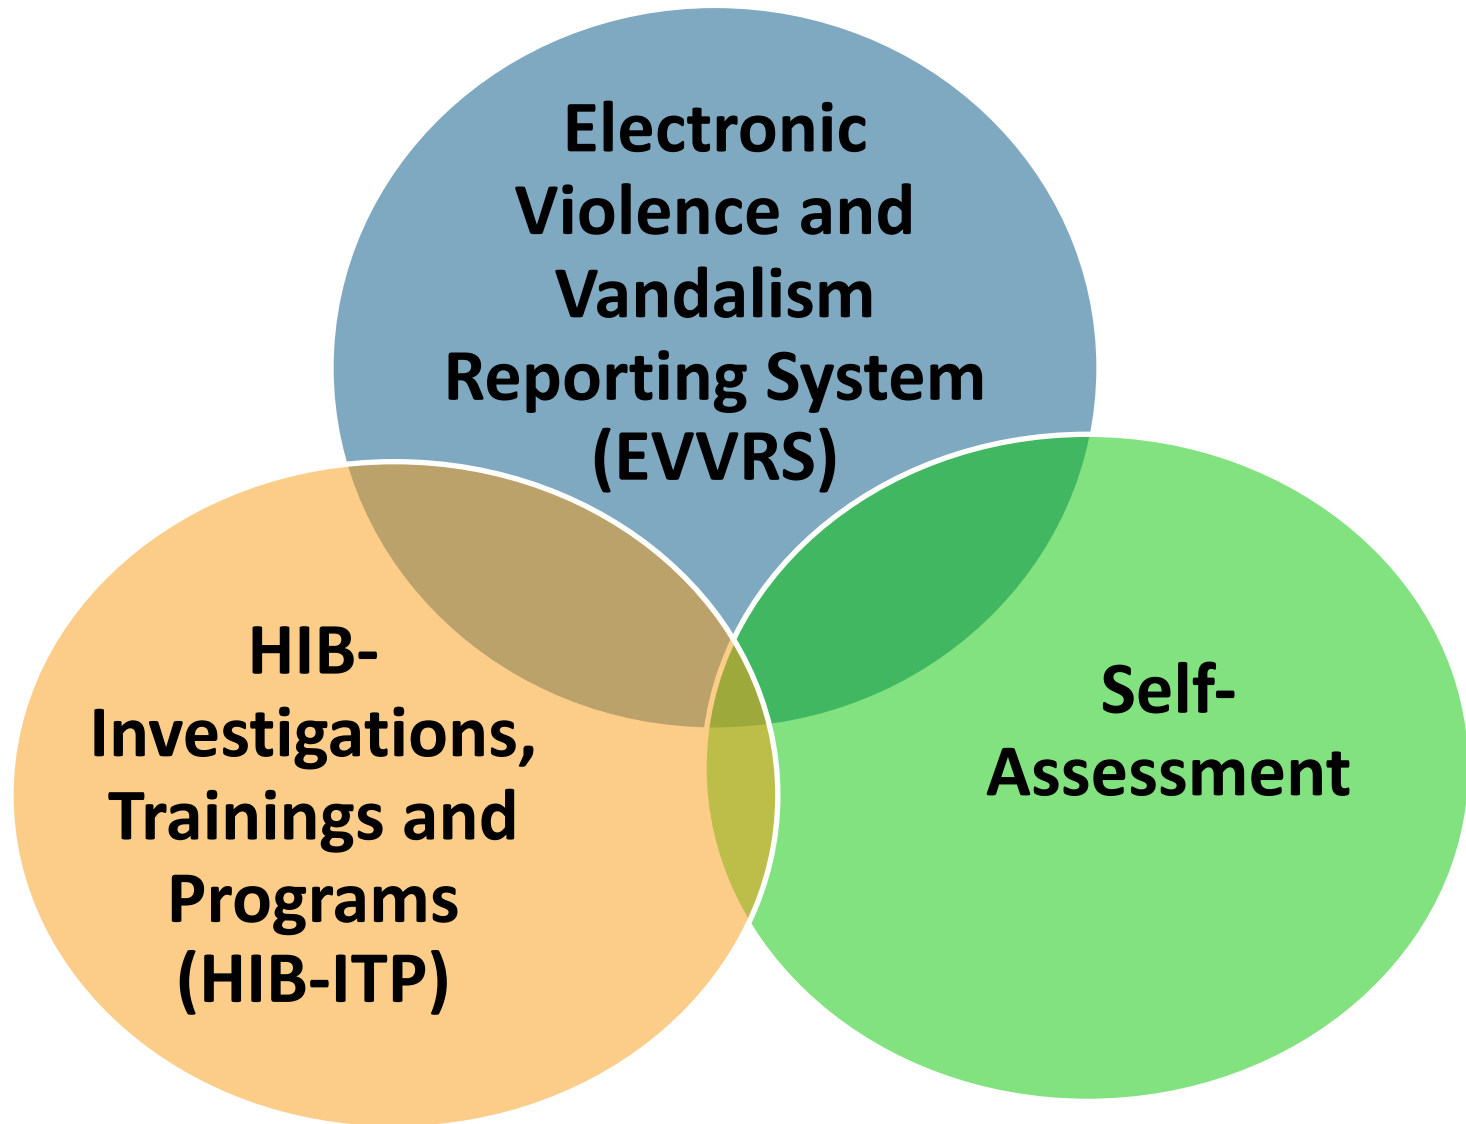 Electronic
Violence and
Vandalism
Reporting System
(EVVRS)
HIB-
Investigations,
Trainings and
Programs
(HIB-ITP)
Self-
Assessment